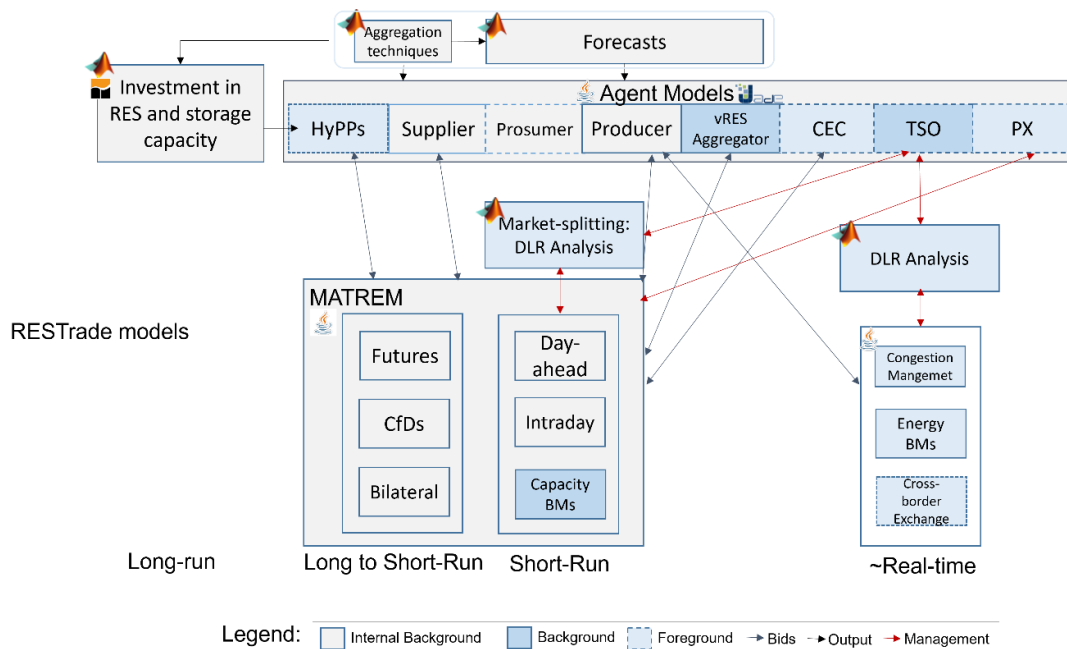 Aggregation
techniques
Forecasts
Investment in
RES and storage
capacity
Agent Models
Jade
HyPPs
Supplier
Prosumer
Producer
vRES
Aggregator
CEC
TSO
PX
Market-splitting:
DLR Analysis
DLR Analysis
MATREM
RESTrade models
Futures
CfDs
Bilateral
Day-
ahead
Intraday
Capacity
BMs
Congestion
Mangemet
Energy
BMs
Cross-
border
Exchange
Long-run
Long to Short-Run
Short-Run
~Real-time
Legend:
Internal Background
Background
Foreground
Bids
Output
Management